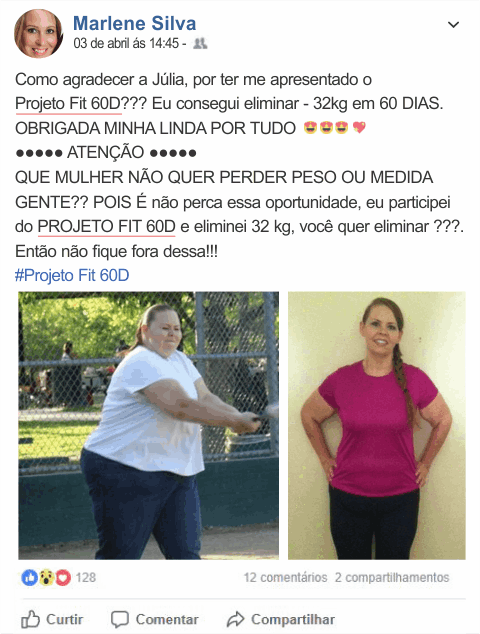 Marlene Silva
03 de abril ás 14:45 -
Como agradecer a Júlia, por ter me apresentado o
Projeto Fit 60D??? Eu consegui eliminar - 32kg em 60 DIAS.
OBRIGADA MINHA LINDA POR TUDO 😍😍😍💖
●●●●● ATENÇÃO ●●●●●
QUE MULHER NÃO QUER PERDER PESO OU MEDIDA
GENTE?? POIS É não perca essa oportunidade, eu participei
do PROJETO FIT 60D e eliminei 32 kg, você quer eliminar ???.
Então não fique fora dessa!!!
#Projeto Fit 60D
128 12 comentários 2 compartilhamentos
Curtir Comentar Compartilhar